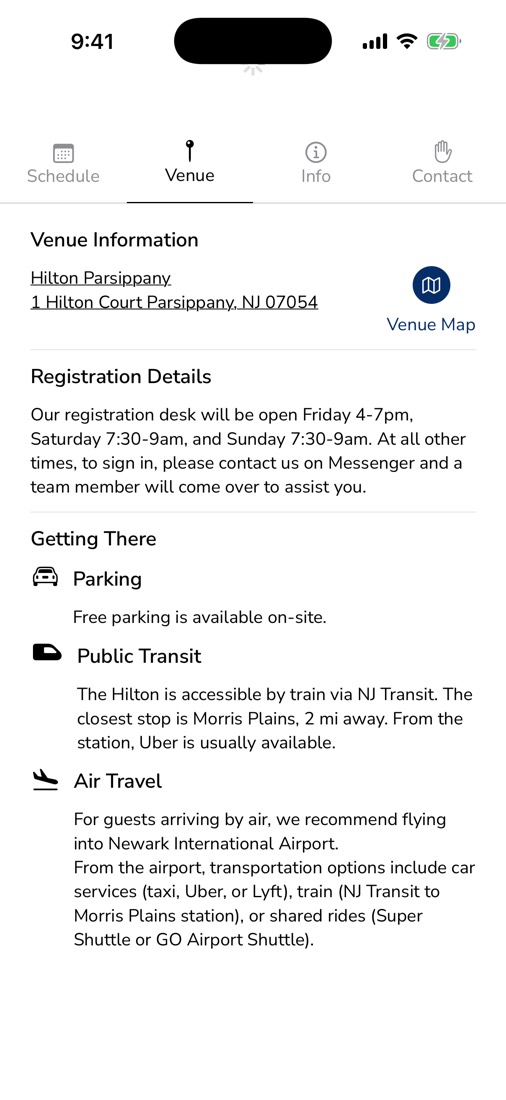 9:41
Schedule
Venue
Info
Contact
Venue Information
Hilton Parsippany
1 Hilton Court Parsippany, NJ 07054
Venue Map
Registration Details
Our registration desk will be open Friday 4-7pm,
Saturday 7:30-9am, and Sunday 7:30-9am. At all other
times, to sign in, please contact us on Messenger and a
team member will come over to assist you.
Getting There
Parking
Free parking is available on-site.
Public Transit
The Hilton is accessible by train via NJ Transit. The
closest stop is Morris Plains, 2 mi away. From the
station, Uber is usually available.
Air Travel
For guests arriving by air, we recommend flying
into Newark International Airport.
From the airport, transportation options include car
services (taxi, Uber, or Lyft), train (NJ Transit to
Morris Plains station), or shared rides (Super
Shuttle or GO Airport Shuttle).